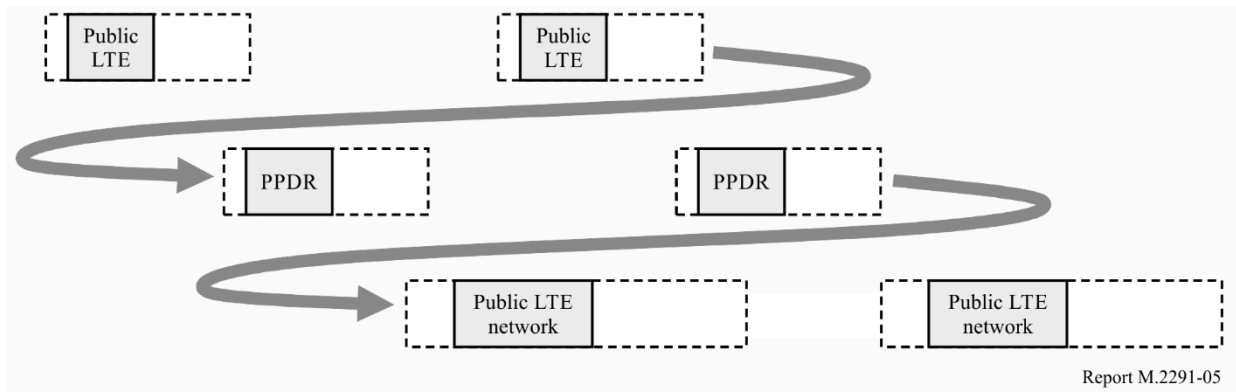 Public
LTE
Public
LTE
PPDR
PPDR
Public LTE
network
Public LTE
network
Report M.2291-05